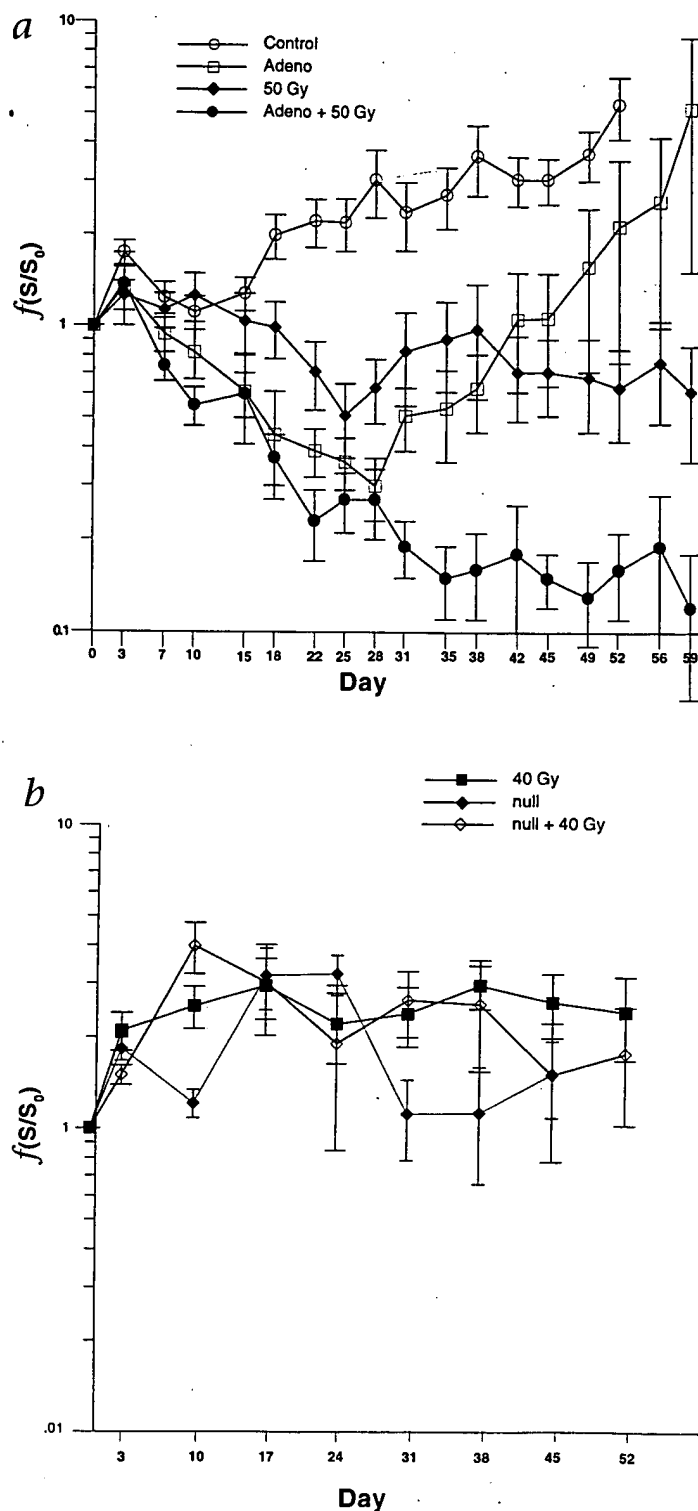 a
10
Control
Adeno
50 Gy
Adeno + 50 Gy
f(S/S0)
1
0.1
0 3 7 10 15 18 22 25 28 31 35 38 42 45 49 52 56 59
Day
b
40 Gy
null
null + 40 Gy
10
f(S/S0)
1
.01
3 10 17 24 31 38 45 52
Day